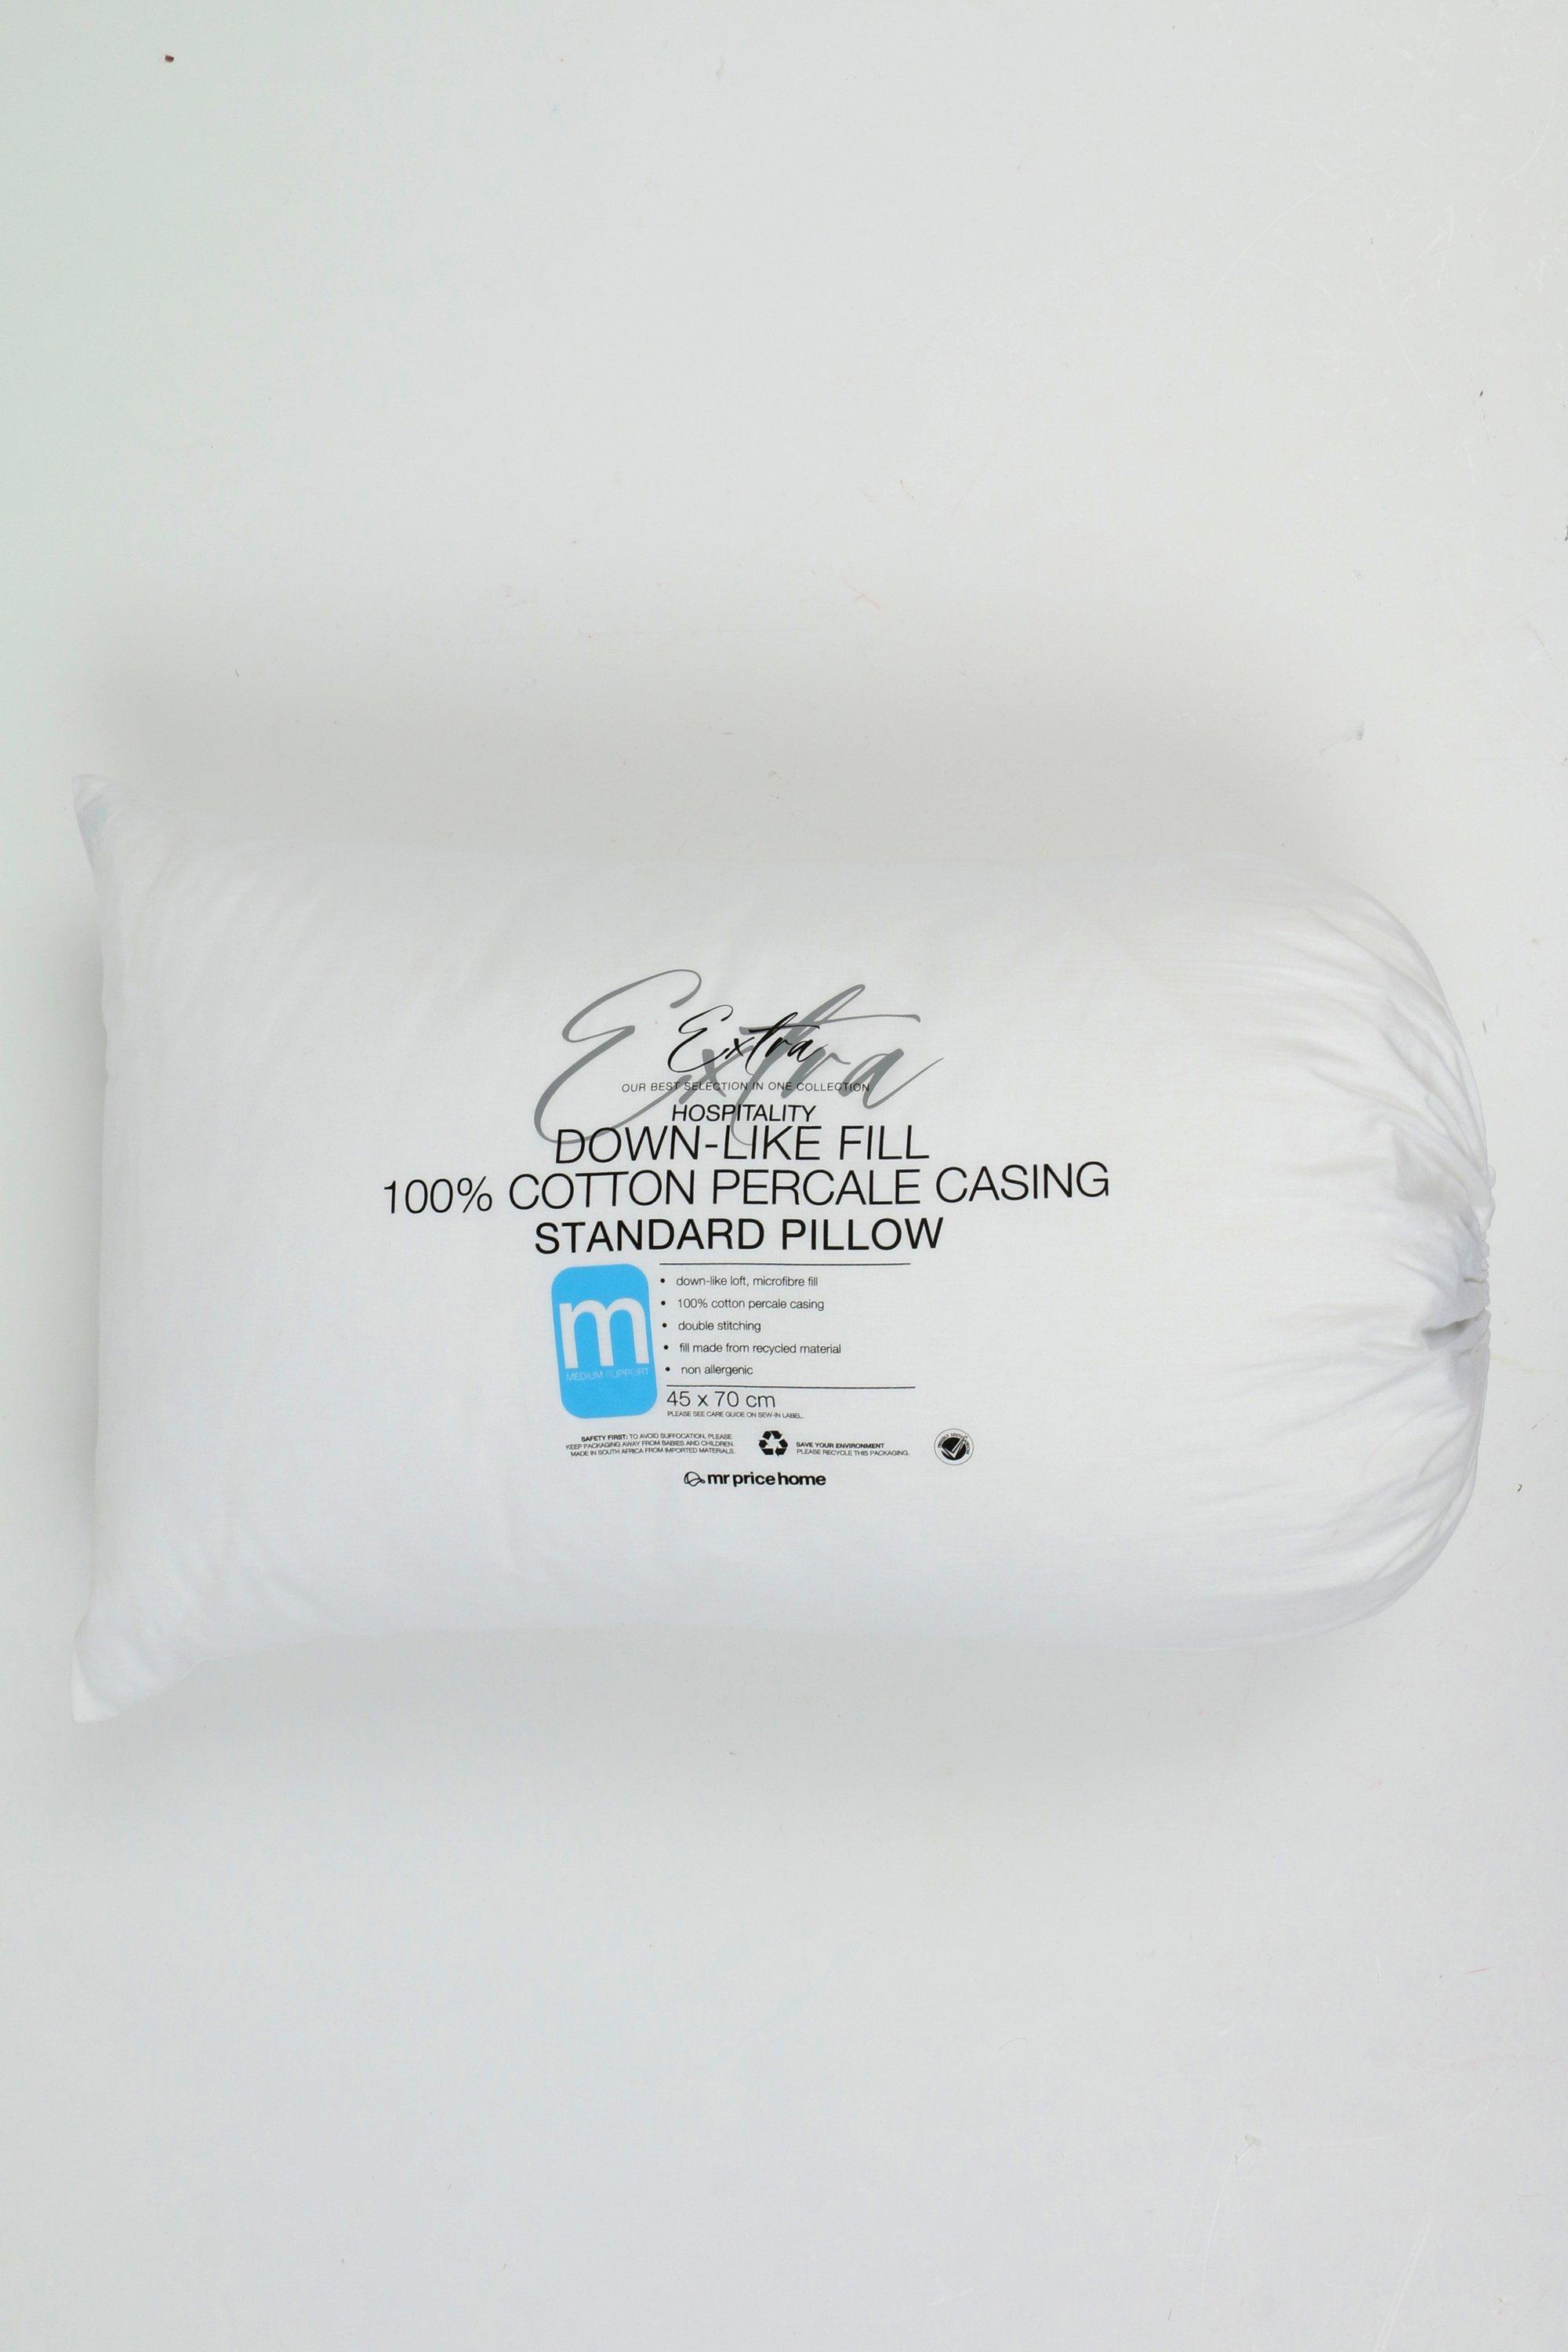 Extra
Extra
OUR BEST SELECTION IN ONE COLLECTION
HOSPITALITY
DOWN-LIKE FILL
100% COTTON PERCALE CASING
STANDARD PILLOW
m
MEDIUM SUPPORT
• down-like loft, microfibre fill
• 100% cotton percale casing
• double stitching
• fill made from recycled material
• non allergenic
45 x 70 cm
PLEASE SEE CARE GUIDE ON SEW-IN LABEL.
SAFETY FIRST: TO AVOID SUFFOCATION, PLEASE
KEEP PACKAGING AWAY FROM BABIES AND CHILDREN.
MADE IN SOUTH AFRICA FROM IMPORTED MATERIALS.
SAVE YOUR ENVIRONMENT
PLEASE RECYCLE THIS PACKAGING.
mr price home